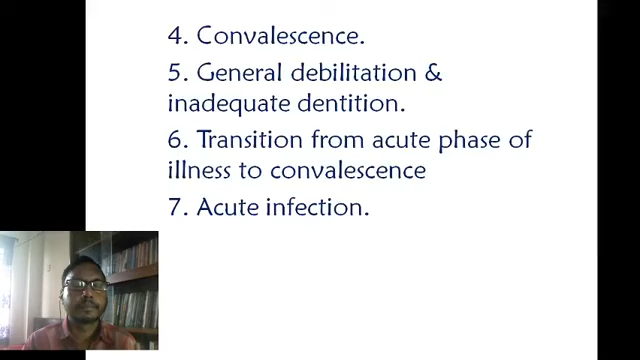 4. Convalescence.
5. General debilitation &
inadequate dentition.
6. Transition from acute phase of
illness to convalescence
7. Acute infection.